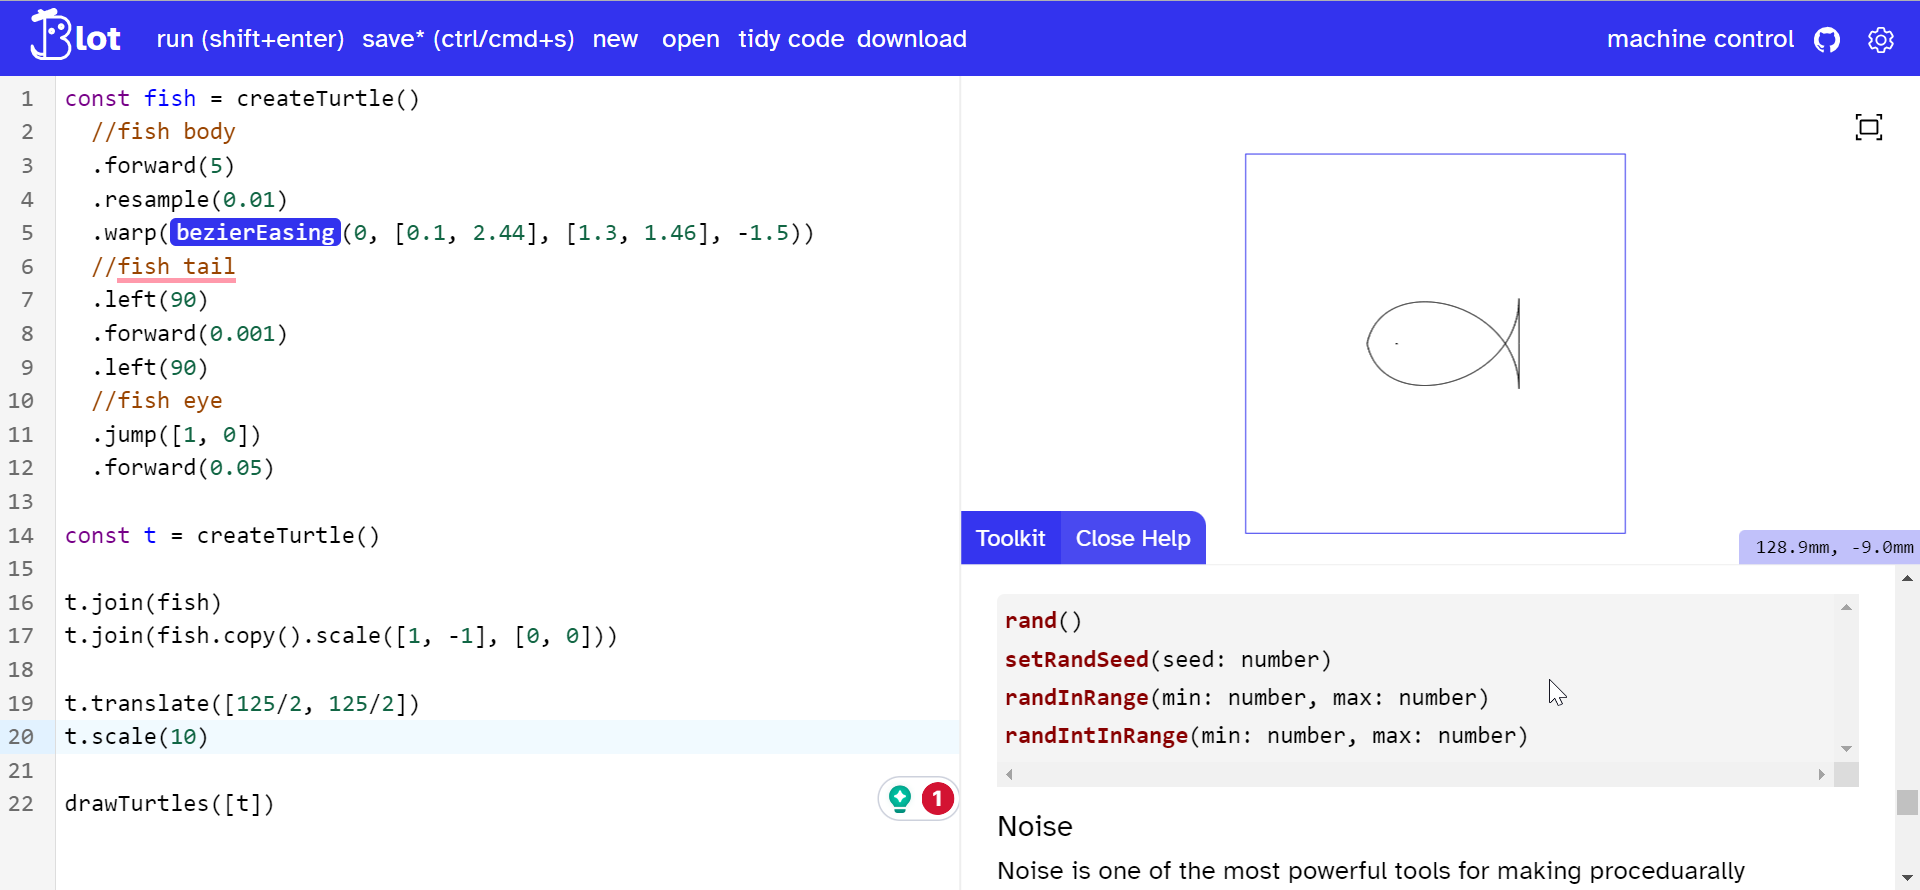 Blot run (shift+enter) save* (ctrl/cmd+s) new open tidy code download machine control
1 const fish = createTurtle()
2 //fish body
3 .forward(5)
4 .resample(0.01)
5 .warp(bezierEasing(0, [0.1, 2.44], [1.3, 1.46], -1.5))
6 //fish tail
7 .left(90)
8 .forward(0.001)
9 .left(90)
10 //fish eye
11 .jump([1, 0])
12 .forward(0.05)
13
14 const t = createTurtle()
15
16 t.join(fish)
17 t.join(fish.copy().scale([1, -1], [0, 0]))
18
19 t.translate([125/2, 125/2])
20 t.scale(10)
21
22 drawTurtles([t])
1
Toolkit Close Help
128.9mm, -9.0mm
rand()
setRandSeed(seed: number)
randInRange(min: number, max: number)
randIntInRange(min: number, max: number)
Noise
Noise is one of the most powerful tools for making proceduarally